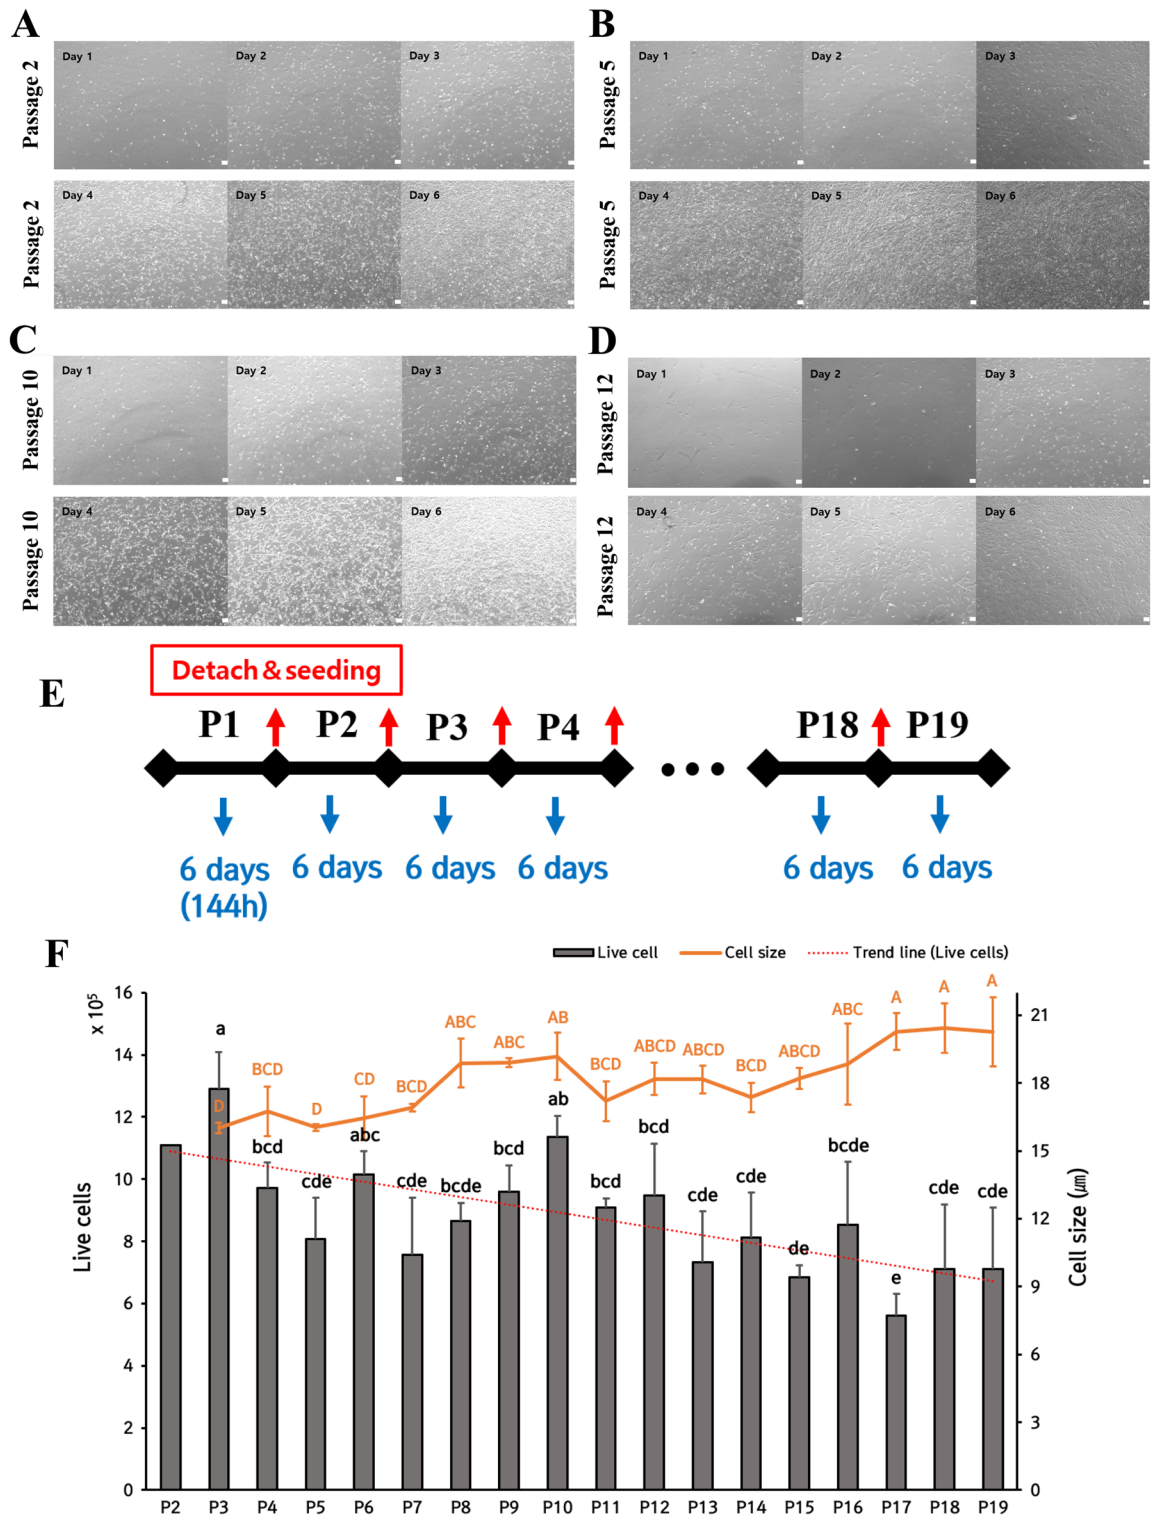 A
B
Passage 2
Day 1
Day 2
Day 3
Passage 5
Day 1
Day 2
Day 3
Passage 2
Day 4
Day 5
Day 6
Passage 5
Day 4
Day 5
Day 6
C
D
Passage 10
Day 1
Day 2
Day 3
Passage 12
Day 1
Day 2
Day 3
Passage 10
Day 4
Day 5
Day 6
Passage 12
Day 4
Day 5
Day 6
E
Detach & seeding
P1
P2
P3
P4
P18
P19
6 days
(144h)
6 days
6 days
6 days
6 days
6 days
F
Live cell
Cell size
Trend line (Live cells)
x 10⁵
Live cells
16
14
12
10
8
6
4
2
0
Cell size (㎛)
21
18
15
12
9
6
3
0
D
BCD
D
CD
BCD
ABC
ABC
AB
BCD
ABCD
ABCD
BCD
ABCD
ABC
A
A
A
a
bcd
cde
abc
cde
bcde
bcd
ab
bcd
bcd
cde
cde
de
bcde
e
cde
cde
P2
P3
P4
P5
P6
P7
P8
P9
P10
P11
P12
P13
P14
P15
P16
P17
P18
P19